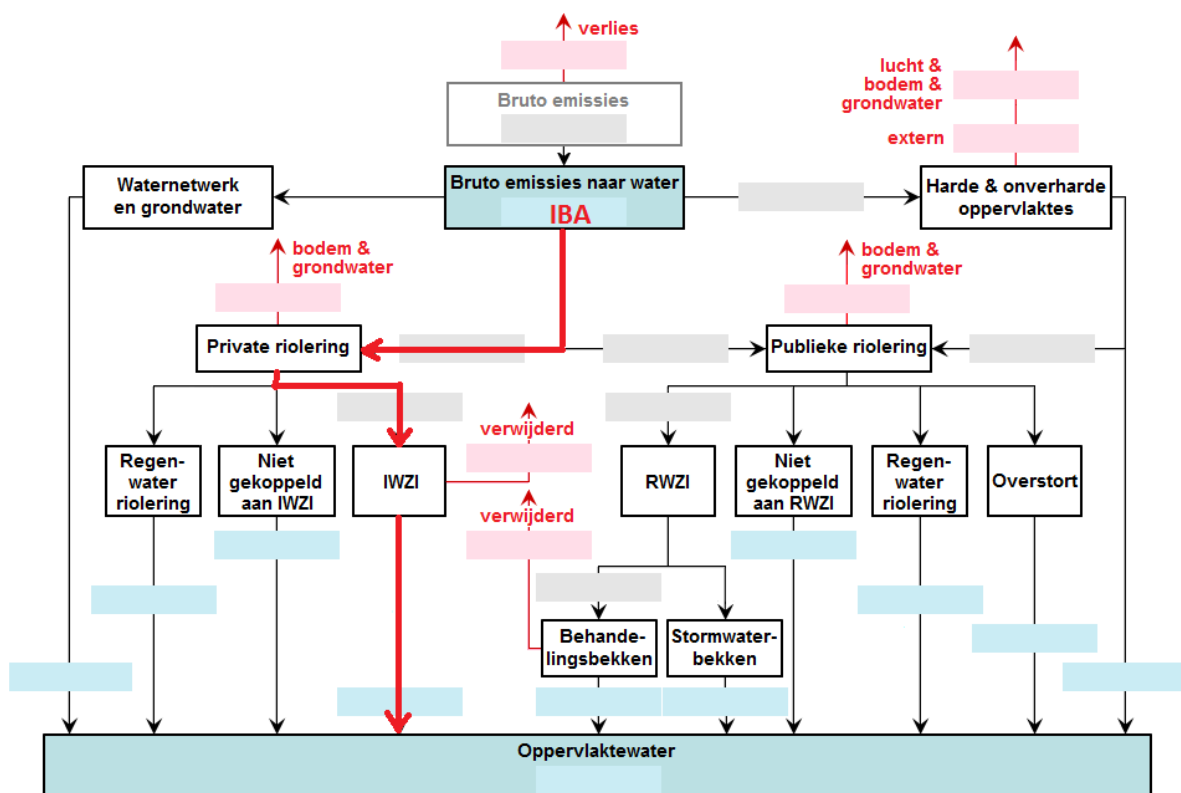 verlies
lucht &
bodem &
grondwater
Bruto emissies
extern
Waternetwerk
en grondwater
Bruto emissies naar water
IBA
Harde & onverharde
oppervlaktes
bodem &
grondwater
bodem &
grondwater
Private riolering
Publieke riolering
verwijderd
Regen-
water
riolering
Niet
gekoppeld
aan IWZI
IWZI
RWZI
Niet
gekoppeld
aan RWZI
Regen-
water
riolering
Overstort
verwijderd
Behande-
lingsbekken
Stormwater-
bekken
Oppervlaktewater